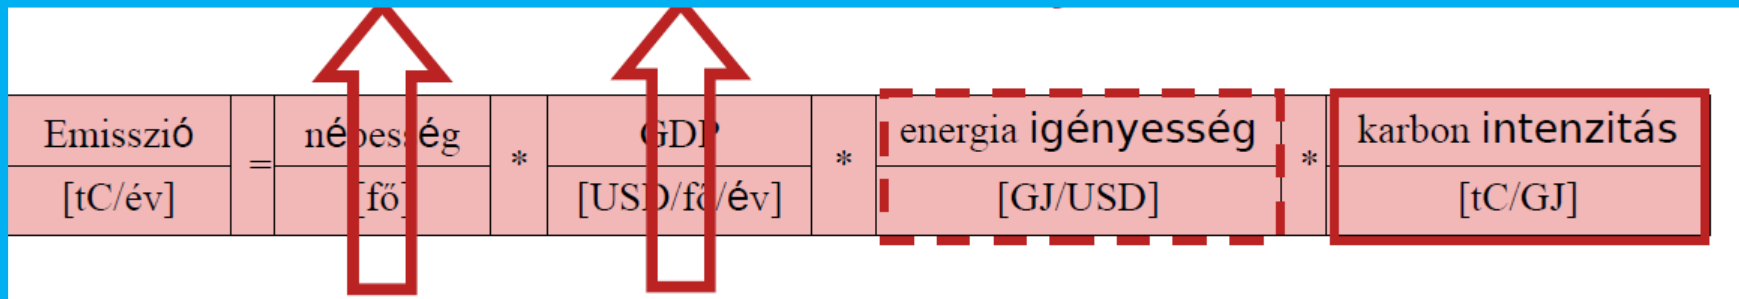 Emisszió = népesség * GDP * energia igényesség * karbon intenzitás
[tC/év] [fő] [USD/fő/év] [GJ/USD] [tC/GJ]